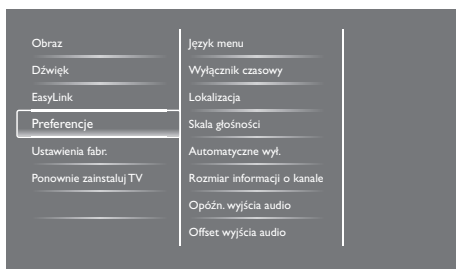 Obraz
Dźwięk
EasyLink
Preferencje
Ustawienia fabr.
Ponownie zainstaluj TV
Język menu
Wyłącznik czasowy
Lokalizacja
Skala głośności
Automatyczne wył.
Rozmiar informacji o kanale
Opóźn. wyjścia audio
Offset wyjścia audio